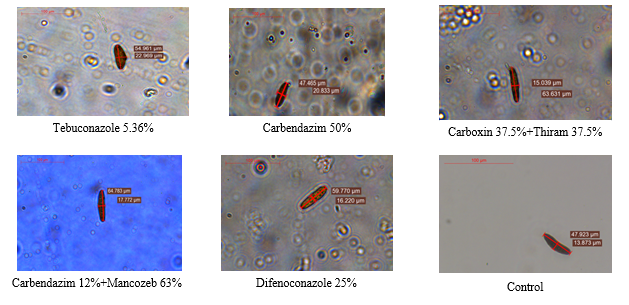 54.961 µm
22.969 µm
Tebuconazole 5.36%
47.465 µm
20.833 µm
Carbendazim 50%
15.039 µm
63.631 µm
Carboxin 37.5%+Thiram 37.5%
64.783 µm
17.772 µm
Carbendazim 12%+Mancozeb 63%
59.770 µm
16.220 µm
Difenoconazole 25%
100 µm
47.923 µm
13.873 µm
Control